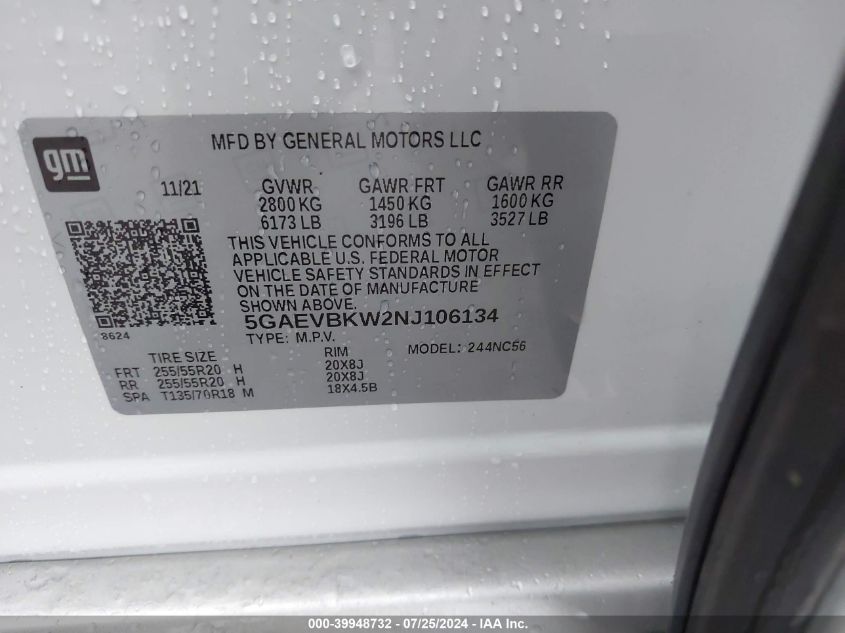 gm
MFD BY GENERAL MOTORS LLC
11/21 GVWR GAWR FRT GAWR RR
2800 KG 1450 KG 1600 KG
6173 LB 3196 LB 3527 LB
THIS VEHICLE CONFORMS TO ALL
APPLICABLE U.S. FEDERAL MOTOR
VEHICLE SAFETY STANDARDS IN EFFECT
ON THE DATE OF MANUFACTURE
SHOWN ABOVE.
8624
5GAEVBKW2NJ106134
TYPE: M.P.V. MODEL: 244NC56
TIRE SIZE RIM
FRT 255/55R20 H 20X8J
RR 255/55R20 H 20X8J
SPA T135/70R18 M 18X4.5B
000-39948732 - 07/25/2024 - IAA Inc.